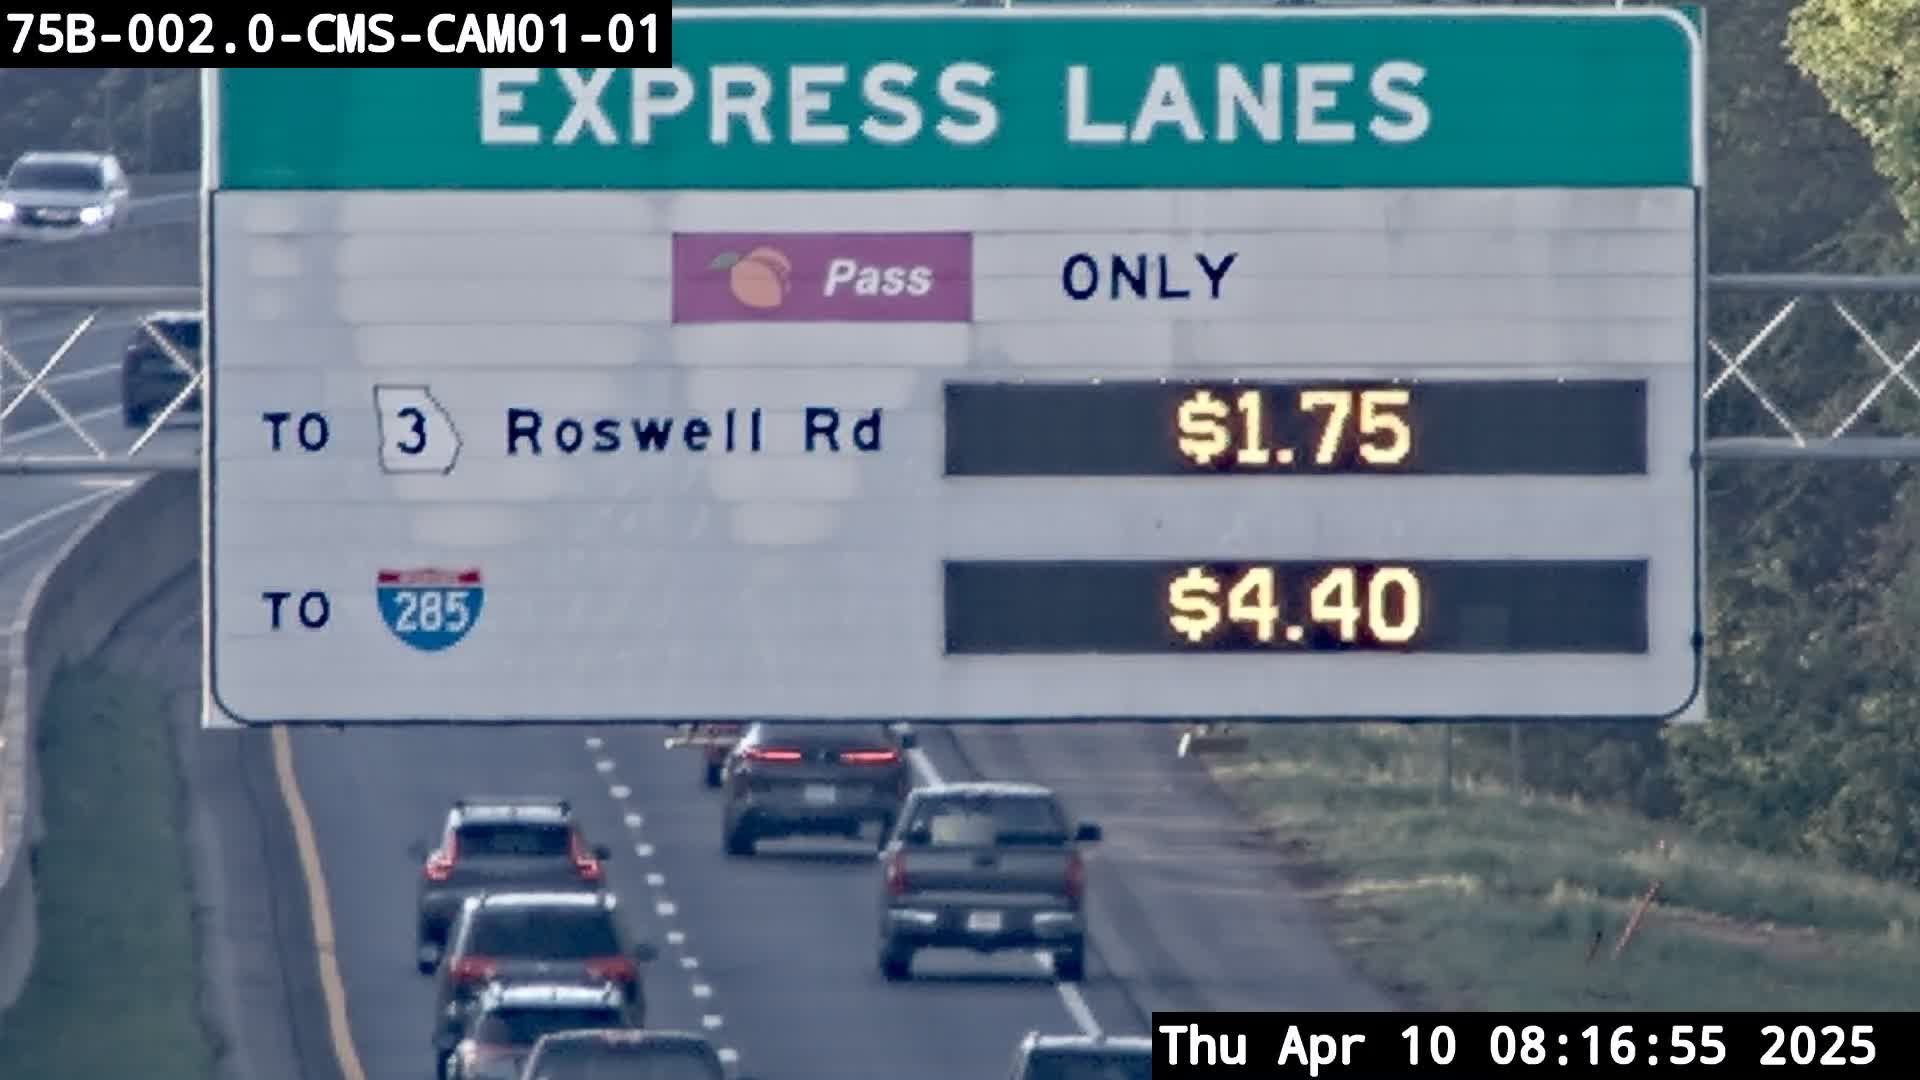 75B-002.0-CMS-CAM01-01
EXPRESS LANES
Pass ONLY
TO 3 Roswell Rd $1.75
TO 285 $4.40
Thu Apr 10 08:16:55 2025